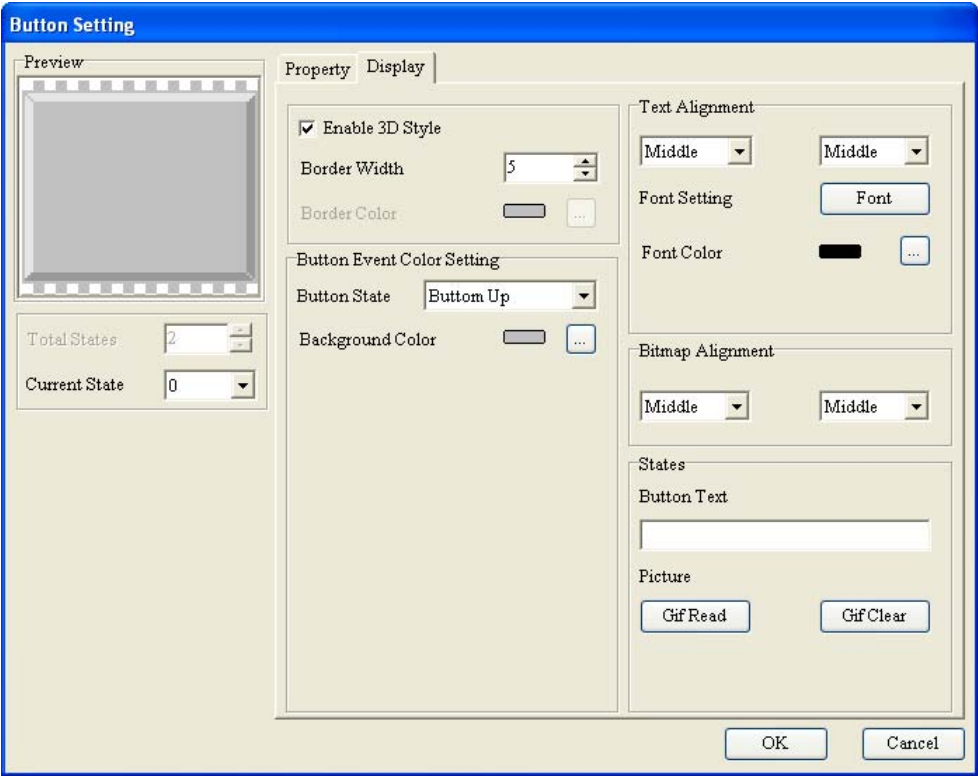 Button Setting
Preview
Total States 2
Current State 0
Property Display
Enable 3D Style
Border Width 5
Border Color ...
Button Event Color Setting
Button State Buttom Up
Background Color ...
Text Alignment
Middle Middle
Font Setting Font
Font Color ...
Bitmap Alignment
Middle Middle
States
Button Text
Picture
Gif Read Gif Clear
OK Cancel